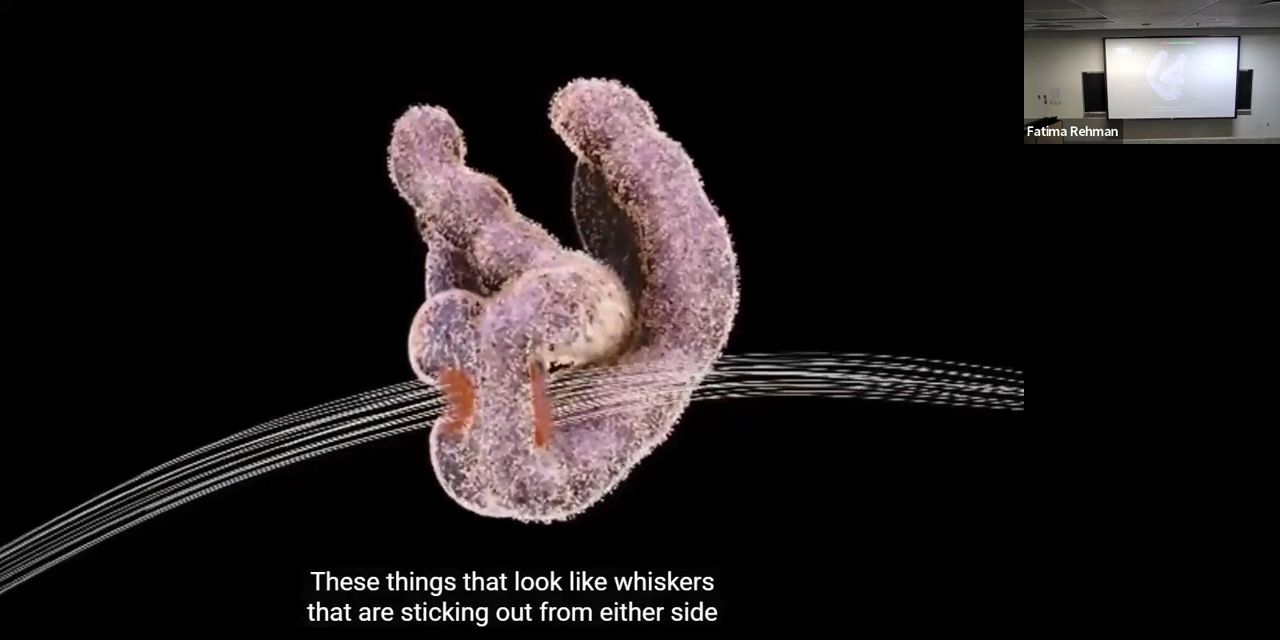 Fatima Rehman
These things that look like whiskers
that are sticking out from either side